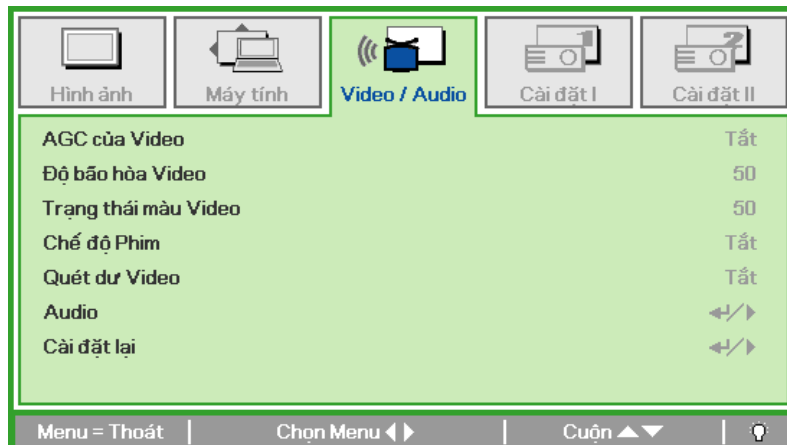 Hình ảnh
Máy tính
Video / Audio
Cài đặt I
Cài đặt II
AGC của Video Tắt
Độ bão hòa Video 50
Trạng thái màu Video 50
Chế độ Phim Tắt
Quét dư Video Tắt
Audio
Cài đặt lại
Menu = Thoát Chọn Menu Cuộn